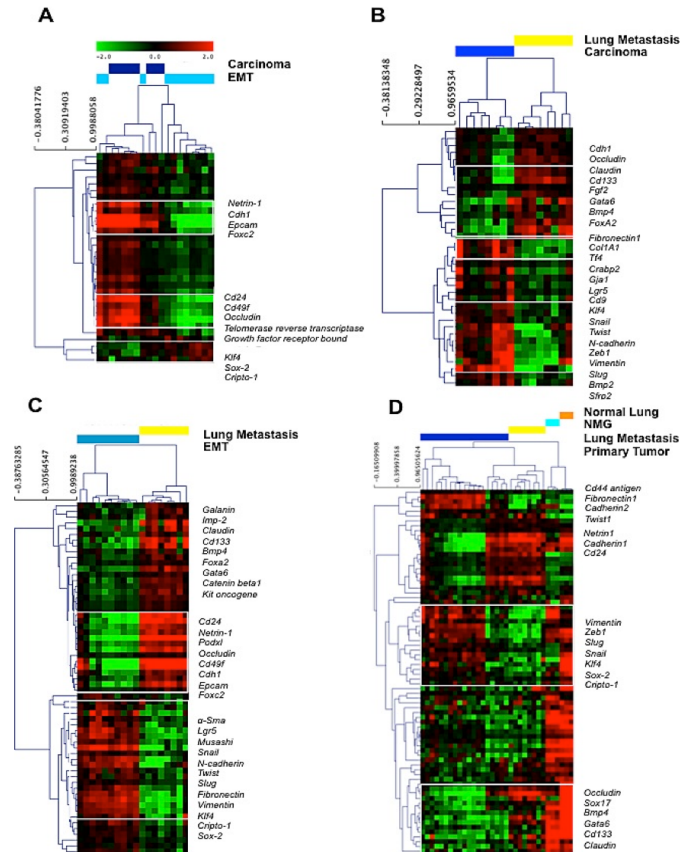 A
-2.0
0.0
2.0
Carcinoma
EMT
-0.38041776
0.30919403
0.9988058
Netrin-1
Cdh1
Epcam
Foxc2
Cd24
Cd49f
Occludin
Telomerase reverse transcriptase
Growth factor receptor bound
Klf4
Sox-2
Cripto-1
B
Lung Metastasis
Carcinoma
-0.38138348
0.29228497
0.9659534
Cdh1
Occludin
Claudin
Cd133
Fgf2
Gata6
Bmp4
FoxA2
Fibronectin1
Col1A1
Tf4
Crabp2
Gja1
Lgr5
Cd9
Klf4
Snail
Twist
N-cadherin
Zeb1
Vimentin
Slug
Bmp2
Sfrp2
C
Lung Metastasis
EMT
-0.38763285
0.30564547
0.9989238
Galanin
Imp-2
Claudin
Cd133
Bmp4
Foxa2
Gata6
Catenin beta1
Kit oncogene
Cd24
Netrin-1
Podxl
Occludin
Cd49f
Cdh1
Epcam
Foxc2
α-Sma
Lgr5
Musashi
Snail
N-cadherin
Twist
Slug
Fibronectin
Vimentin
Klf4
Cripto-1
Sox-2
D
Normal Lung
NMG
Lung Metastasis
Primary Tumor
-0.16509908
0.39997858
0.96505624
Cd44 antigen
Fibronectin1
Cadherin2
Twist1
Netrin1
Cadherin1
Cd24
Vimentin
Zeb1
Slug
Snail
Klf4
Sox-2
Cripto-1
Occludin
Sox17
Bmp4
Gata6
Cd133
Claudin